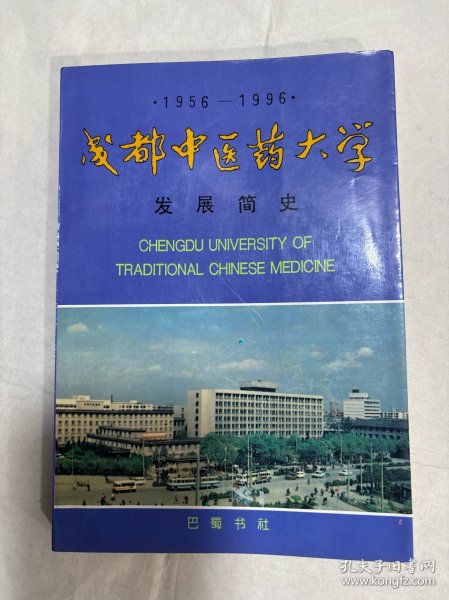 ·1956—1996·
成都中医药大学
发展简史
CHENGDU UNIVERSITY OF
TRADITIONAL CHINESE MEDICINE
巴蜀书社
孔夫子旧书网
www.kongfz.com